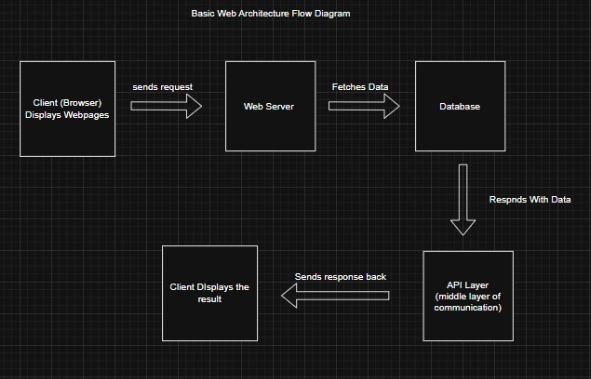 Basic Web Architecture Flow Diagram
Client (Browser)
Displays Webpages
sends request
Web Server
Fetches Data
Database
Respnds With Data
API Layer
(middle layer of
communication)
Sends response back
Client DIsplays the
result